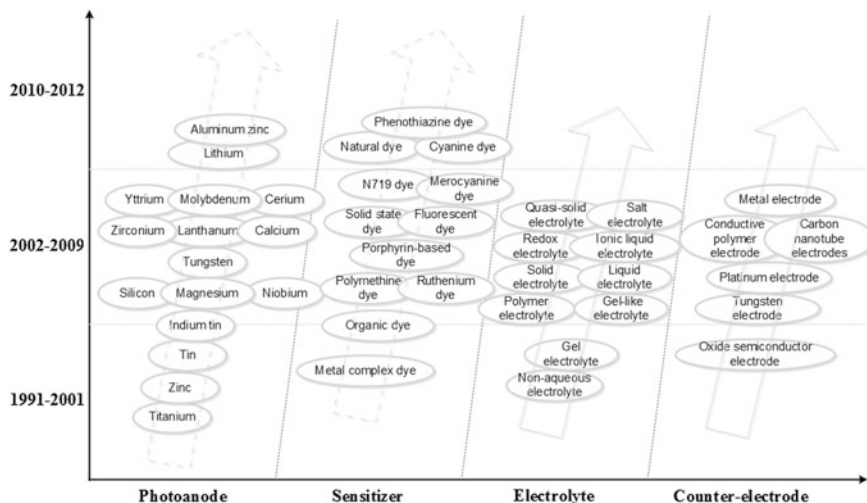 2010-2012
Aluminum zinc
Lithium
Phenothiazine dye
Natural dye
Cyanine dye
2002-2009
Yttrium
Molybdenum
Cerium
Zirconium
Lanthanum
Calcium
Tungsten
Silicon
Magnesium
Niobium
N719 dye
Merocyanine
dye
Solid state
dye
Fluorescent
dye
Porphyrin-based
dye
Polymethine
dye
Ruthenium
dye
Quasi-solid
electrolyte
Salt
electrolyte
Redox
electrolyte
Ionic liquid
electrolyte
Solid
electrolyte
Liquid
electrolyte
Polymer
electrolyte
Gel-like
electrolyte
Metal electrode
Conductive
polymer
electrode
Carbon
nanotube
electrodes
Platinum electrode
Tungsten
electrode
1991-2001
Indium tin
Tin
Zinc
Titanium
Organic dye
Metal complex dye
Gel
electrolyte
Non-aqueous
electrolyte
Oxide semiconductor
electrode
Photoanode
Sensitizer
Electrolyte
Counter-electrode